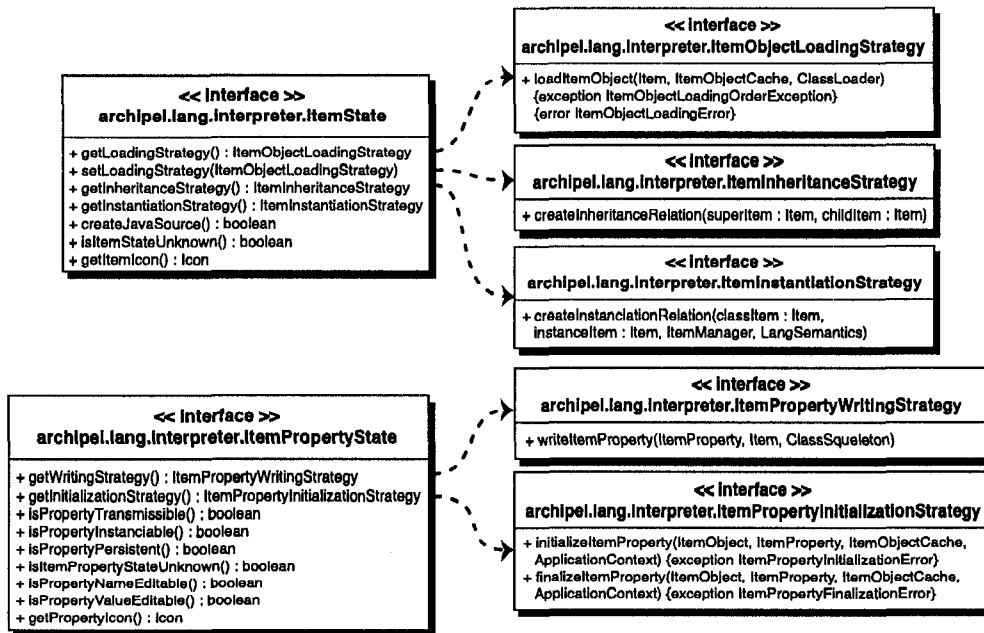 << interface >>
archipel.lang.interpreter.ItemState
+ getLoadingStrategy() : ItemObjectLoadingStrategy
+ setLoadingStrategy(ItemObjectLoadingStrategy)
+ getInheritanceStrategy() : ItemInheritanceStrategy
+ getInstantiationStrategy() : ItemInstantiationStrategy
+ createJavaSource() : boolean
+ isItemStateUnknown() : boolean
+ getItemIcon() : Icon
<< interface >>
archipel.lang.interpreter.ItemObjectLoadingStrategy
+ loadItemObject(Item, ItemObjectCache, ClassLoader)
{exception ItemObjectLoadingOrderException}
{error ItemObjectLoadingError}
<< interface >>
archipel.lang.interpreter.ItemInheritanceStrategy
+ createInheritanceRelation(superItem : Item, childItem : Item)
<< interface >>
archipel.lang.interpreter.ItemInstantiationStrategy
+ createInstanciationRelation(classItem : Item,
instanceItem : Item, ItemManager, LangSemantics)
<< interface >>
archipel.lang.interpreter.ItemPropertyState
+ getWritingStrategy() : ItemPropertyWritingStrategy
+ getInitializationStrategy() : ItemPropertyInitializationStrategy
+ isPropertyTransmissible() : boolean
+ isPropertyInstanciable() : boolean
+ isPropertyPersistent() : boolean
+ isItemPropertyStateUnknown() : boolean
+ isPropertyNameEditable() : boolean
+ isPropertyValueEditable() : boolean
+ getPropertyIcon() : Icon
<< interface >>
archipel.lang.interpreter.ItemPropertyWritingStrategy
+ writeItemProperty(ItemProperty, Item, ClassSqueleton)
<< interface >>
archipel.lang.interpreter.ItemPropertyInitializationStrategy
+ initializeItemProperty(ItemObject, ItemProperty, ItemObjectCache,
ApplicationContext) {exception ItemPropertyInitializationError}
+ finalizeItemProperty(ItemObject, ItemProperty, ItemObjectCache,
ApplicationContext) {exception ItemPropertyFinalizationError}